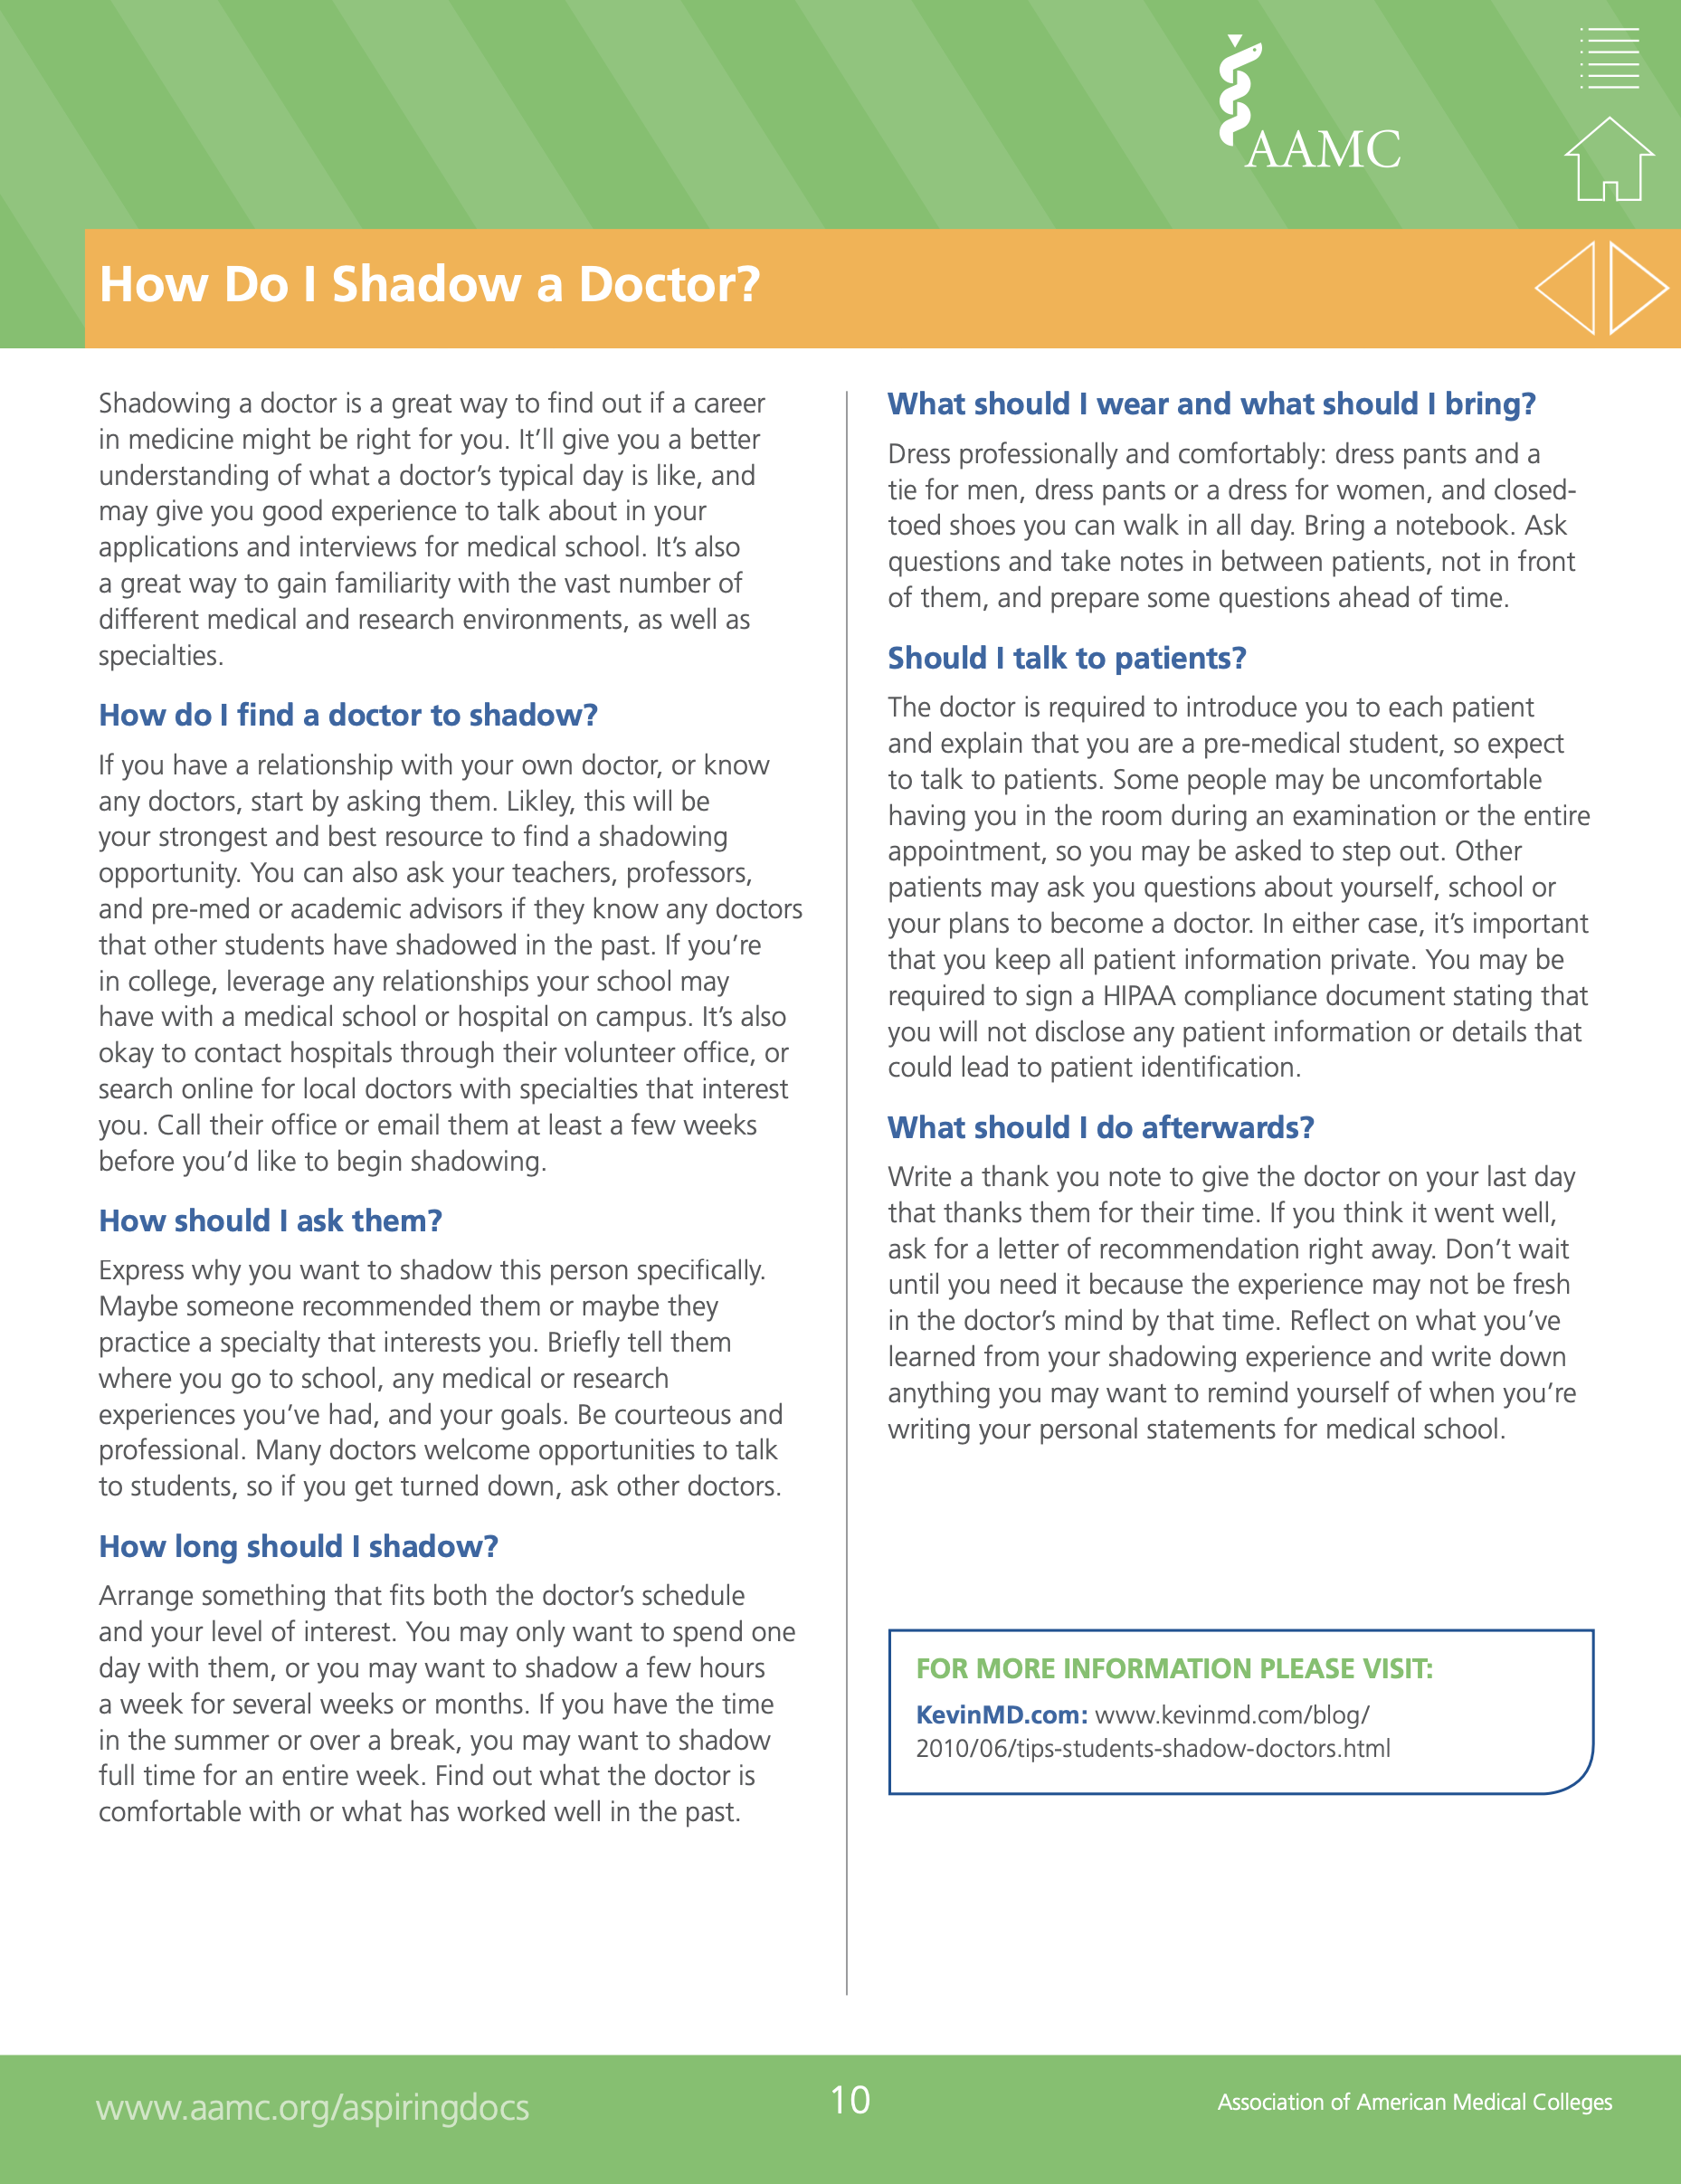 AAMC
How Do I Shadow a Doctor?
Shadowing a doctor is a great way to find out if a career
in medicine might be right for you. It’ll give you a better
understanding of what a doctor’s typical day is like, and
may give you good experience to talk about in your
applications and interviews for medical school. It’s also
a great way to gain familiarity with the vast number of
different medical and research environments, as well as
specialties.
How do I find a doctor to shadow?
If you have a relationship with your own doctor, or know
any doctors, start by asking them. Likley, this will be
your strongest and best resource to find a shadowing
opportunity. You can also ask your teachers, professors,
and pre-med or academic advisors if they know any doctors
that other students have shadowed in the past. If you’re
in college, leverage any relationships your school may
have with a medical school or hospital on campus. It’s also
okay to contact hospitals through their volunteer office, or
search online for local doctors with specialties that interest
you. Call their office or email them at least a few weeks
before you’d like to begin shadowing.
How should I ask them?
Express why you want to shadow this person specifically.
Maybe someone recommended them or maybe they
practice a specialty that interests you. Briefly tell them
where you go to school, any medical or research
experiences you’ve had, and your goals. Be courteous and
professional. Many doctors welcome opportunities to talk
to students, so if you get turned down, ask other doctors.
How long should I shadow?
Arrange something that fits both the doctor’s schedule
and your level of interest. You may only want to spend one
day with them, or you may want to shadow a few hours
a week for several weeks or months. If you have the time
in the summer or over a break, you may want to shadow
full time for an entire week. Find out what the doctor is
comfortable with or what has worked well in the past.
What should I wear and what should I bring?
Dress professionally and comfortably: dress pants and a
tie for men, dress pants or a dress for women, and closed-
toed shoes you can walk in all day. Bring a notebook. Ask
questions and take notes in between patients, not in front
of them, and prepare some questions ahead of time.
Should I talk to patients?
The doctor is required to introduce you to each patient
and explain that you are a pre-medical student, so expect
to talk to patients. Some people may be uncomfortable
having you in the room during an examination or the entire
appointment, so you may be asked to step out. Other
patients may ask you questions about yourself, school or
your plans to become a doctor. In either case, it’s important
that you keep all patient information private. You may be
required to sign a HIPAA compliance document stating that
you will not disclose any patient information or details that
could lead to patient identification.
What should I do afterwards?
Write a thank you note to give the doctor on your last day
that thanks them for their time. If you think it went well,
ask for a letter of recommendation right away. Don’t wait
until you need it because the experience may not be fresh
in the doctor’s mind by that time. Reflect on what you’ve
learned from your shadowing experience and write down
anything you may want to remind yourself of when you’re
writing your personal statements for medical school.
FOR MORE INFORMATION PLEASE VISIT:
KevinMD.com: www.kevinmd.com/blog/
2010/06/tips-students-shadow-doctors.html
www.aamc.org/aspiringdocs
10
Association of American Medical Colleges